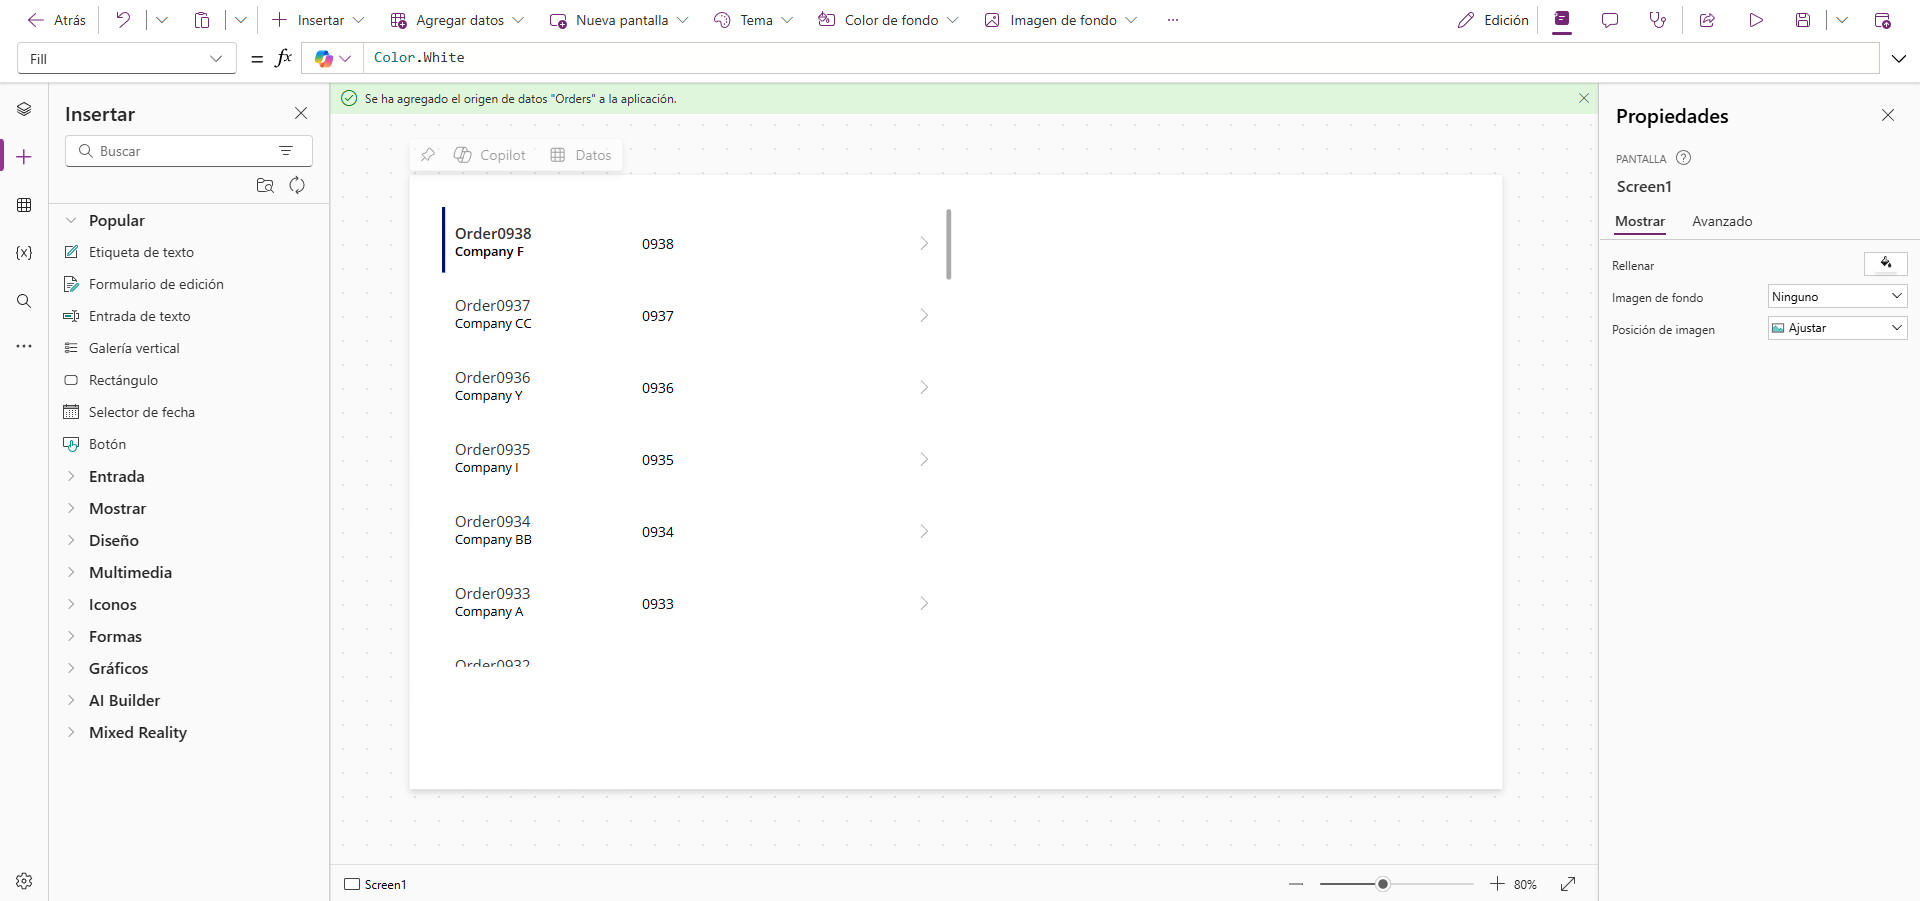 Atrás
Insertar
Agregar datos
Nueva pantalla
Tema
Color de fondo
Imagen de fondo
Edición
Fill
= fx
Color.White
Insertar
Buscar
Popular
Etiqueta de texto
Formulario de edición
Entrada de texto
Galería vertical
Rectángulo
Selector de fecha
Botón
Entrada
Mostrar
Diseño
Multimedia
Iconos
Formas
Gráficos
AI Builder
Mixed Reality
Se ha agregado el origen de datos "Orders" a la aplicación.
Copilot
Datos
Order0938
Company F
0938
Order0937
Company CC
0937
Order0936
Company Y
0936
Order0935
Company I
0935
Order0934
Company BB
0934
Order0933
Company A
0933
Order0932
Screen1
80%
Propiedades
PANTALLA
Screen1
Mostrar
Avanzado
Rellenar
Imagen de fondo
Ninguno
Posición de imagen
Ajustar